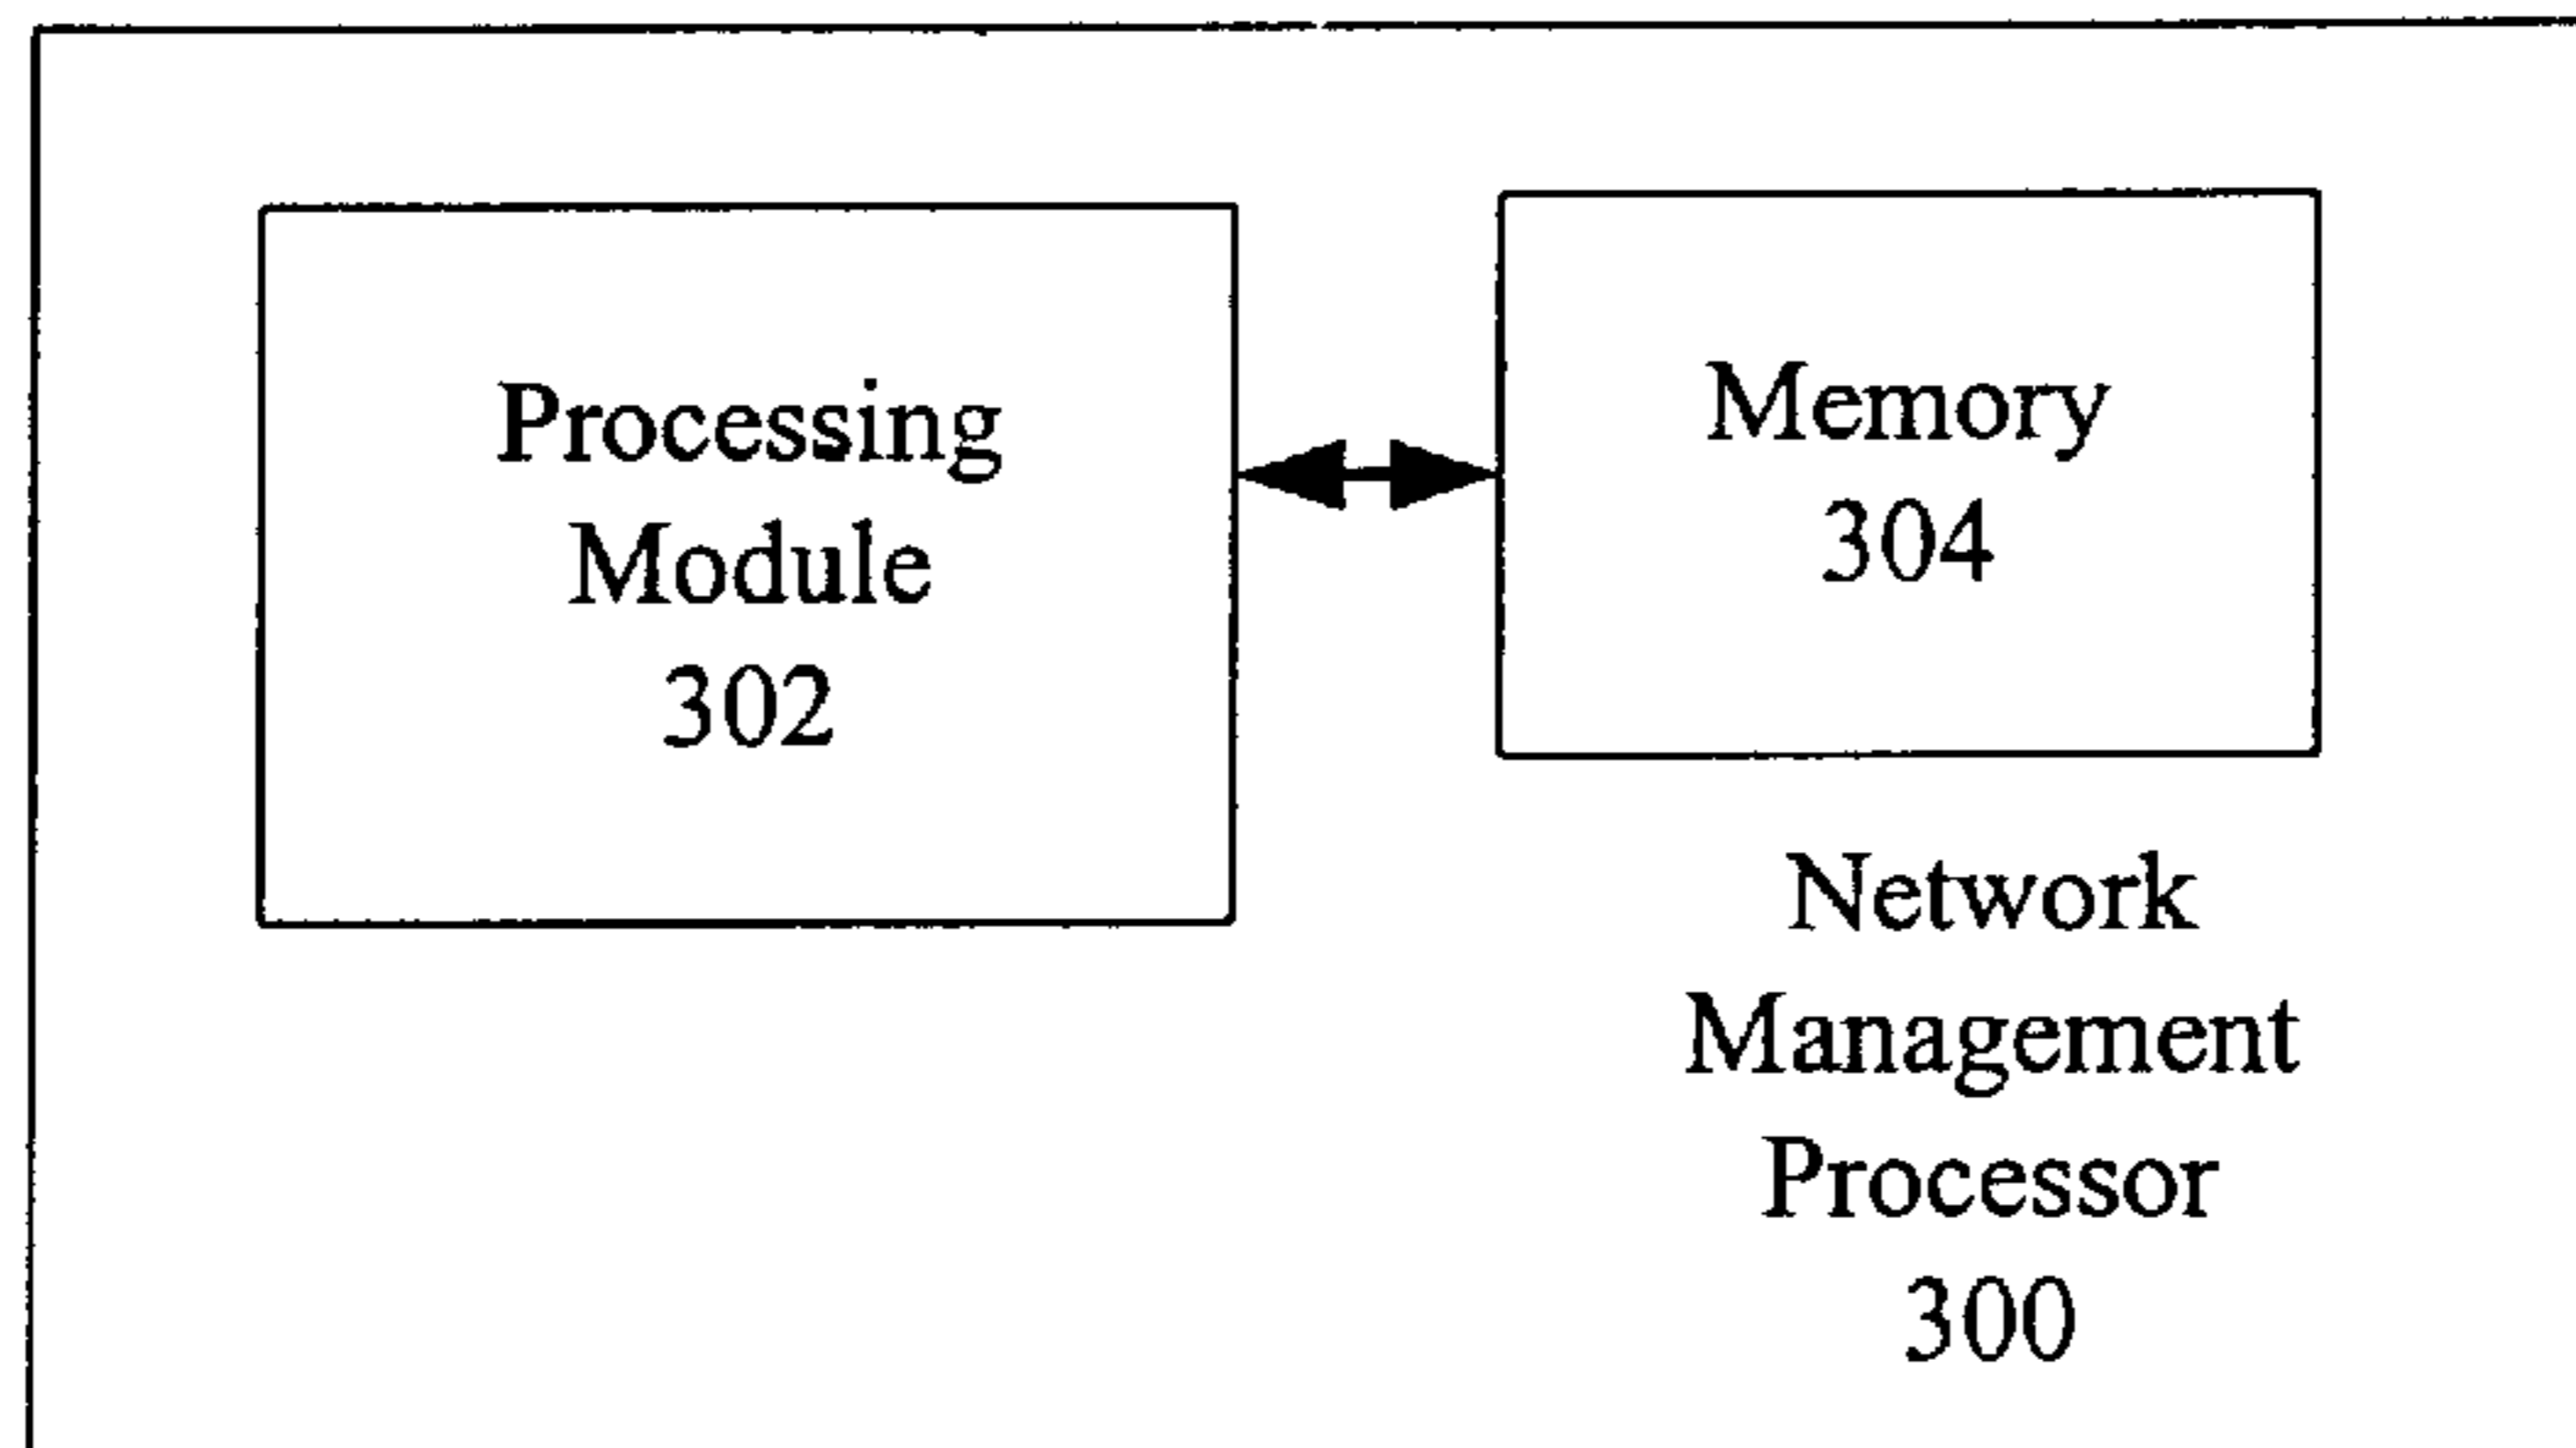 Processing
Module
302
Memory
304
Network
Management
Processor
300